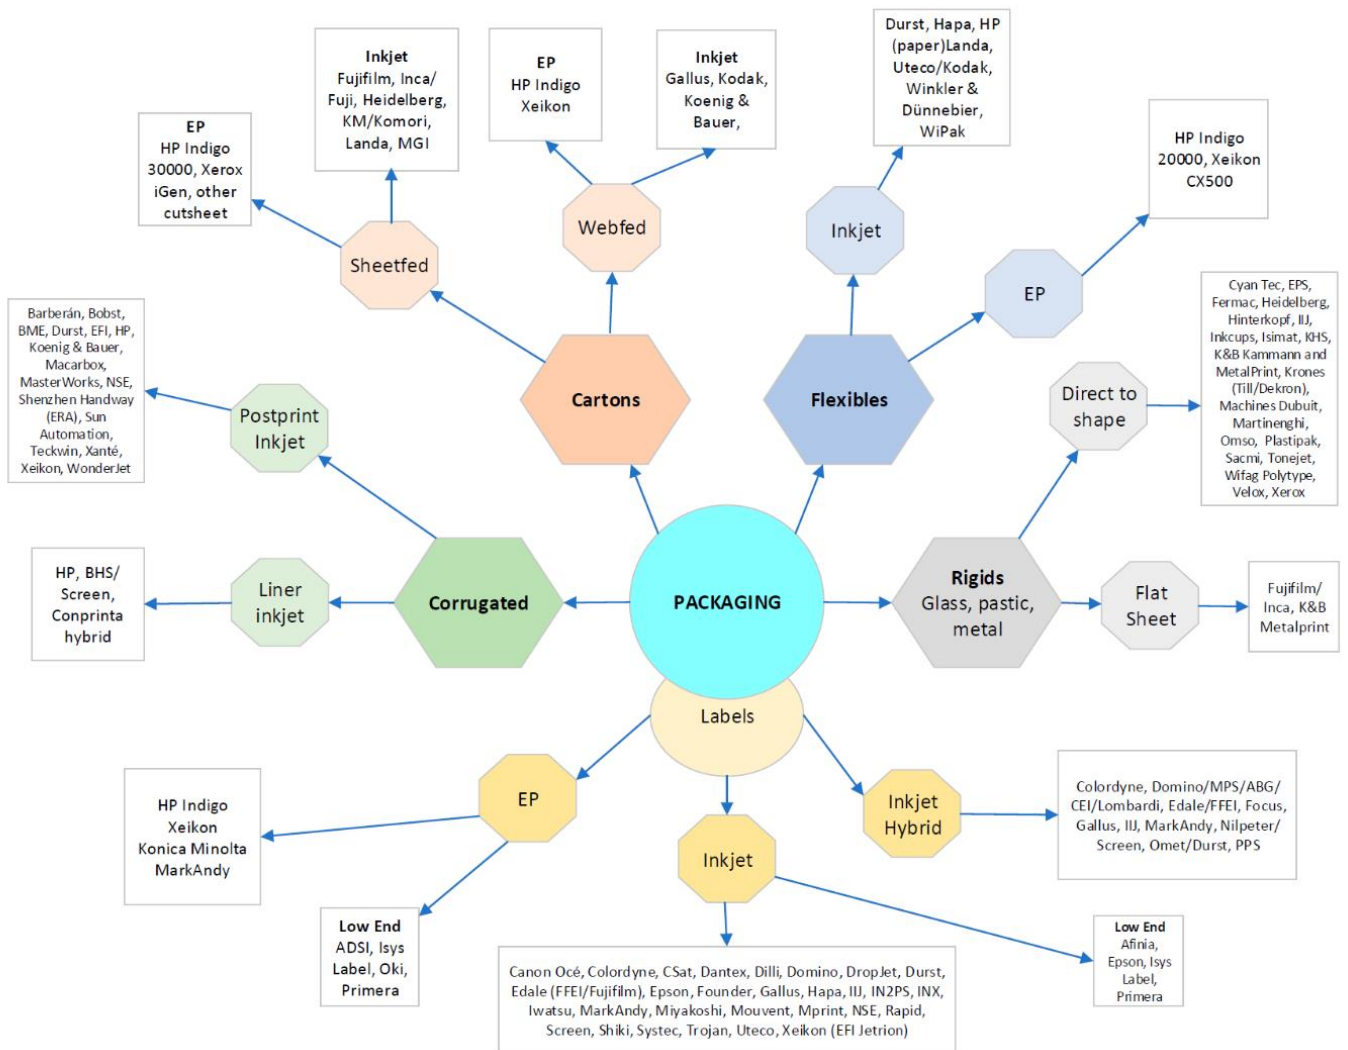 Inkjet
Fujifilm, Inca/
Fuji, Heidelberg,
KM/Komori,
Landa, MGI
EP
HP Indigo
Xeikon
Inkjet
Gallus, Kodak,
Koenig &
Bauer,
Durst, Hapa, HP
(paper)Landa,
Uteco/Kodak,
Winkler &
Dünnebier,
WiPak
EP
HP Indigo
30000, Xerox
iGen, other
cutsheet
HP Indigo
20000, Xeikon
CX500
Sheetfed
Webfed
Inkjet
EP
Barberán, Bobst,
BME, Durst, EFI, HP,
Koenig & Bauer,
Macarbox,
MasterWorks, NSE,
Shenzhen Handway
(ERA), Sun
Automation,
Teckwin, Xanté,
Xeikon, WonderJet
Postprint
Inkjet
Cartons
Flexibles
Direct to
shape
Cyan Tec, EPS,
Fermac, Heidelberg,
Hinterkopf, IIJ,
Inkcups, Isimat, KHS,
K&B Kammann and
MetalPrint, Krones
(Till/Dekron),
Machines Dubuit,
Martinenghi,
Omso, Plastipak,
Sacmi, Tonejet,
Wifag Polytype,
Velox, Xerox
HP, BHS/
Screen,
Conprinta
hybrid
Liner
inkjet
Corrugated
PACKAGING
Rigids
Glass, pastic,
metal
Flat
Sheet
Fujifilm/
Inca, K&B
Metalprint
Labels
HP Indigo
Xeikon
Konica Minolta
MarkAndy
EP
Inkjet
Inkjet
Hybrid
Colordyne, Domino/MPS/ABG/
CEI/Lombardi, Edale/FFEI, Focus,
Gallus, IIJ, MarkAndy, Nilpeter/
Screen, Omet/Durst, PPS
Low End
ADSI, Isys
Label, Oki,
Primera
Canon Océ, Colordyne, CSat, Dantex, Dilli, Domino, DropJet, Durst,
Edale (FFEI/Fujifilm), Epson, Founder, Gallus, Hapa, IIJ, IN2PS, INX,
Iwatsu, MarkAndy, Miyakoshi, Mouvent, Mprint, NSE, Rapid,
Screen, Shiki, Systec, Trojan, Uteco, Xeikon (EFI Jetrion)
Low End
Afinia,
Epson, Isys
Label,
Primera